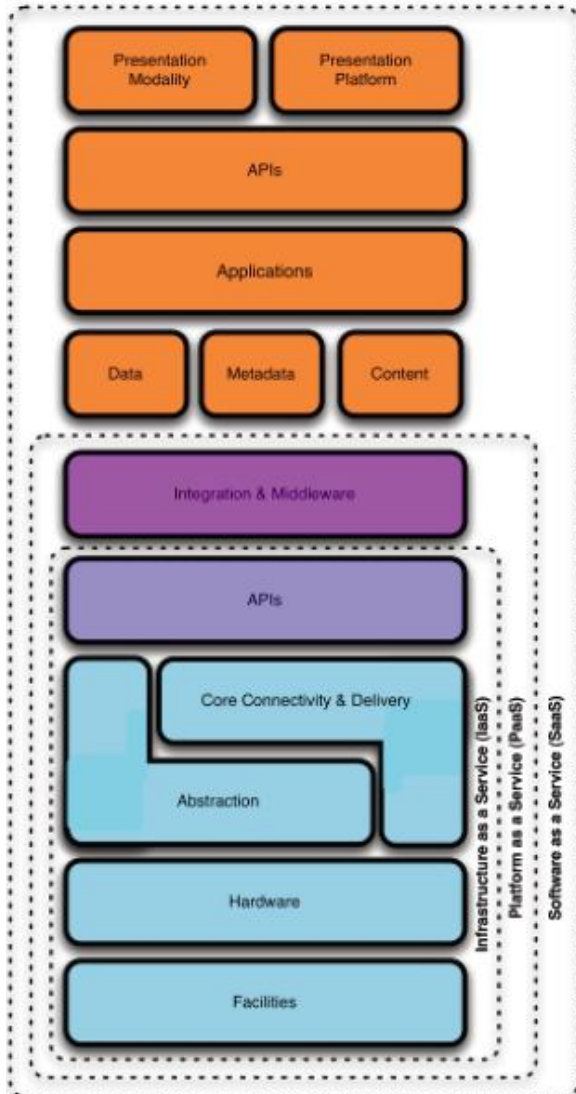 Presentation
Modality
Presentation
Platform
APIs
Applications
Data
Metadata
Content
Integration & Middleware
APIs
Core Connectivity & Delivery
Abstraction
Hardware
Facilities
Infrastructure as a Service (IaaS)
Platform as a Service (PaaS)
Software as a Service (SaaS)